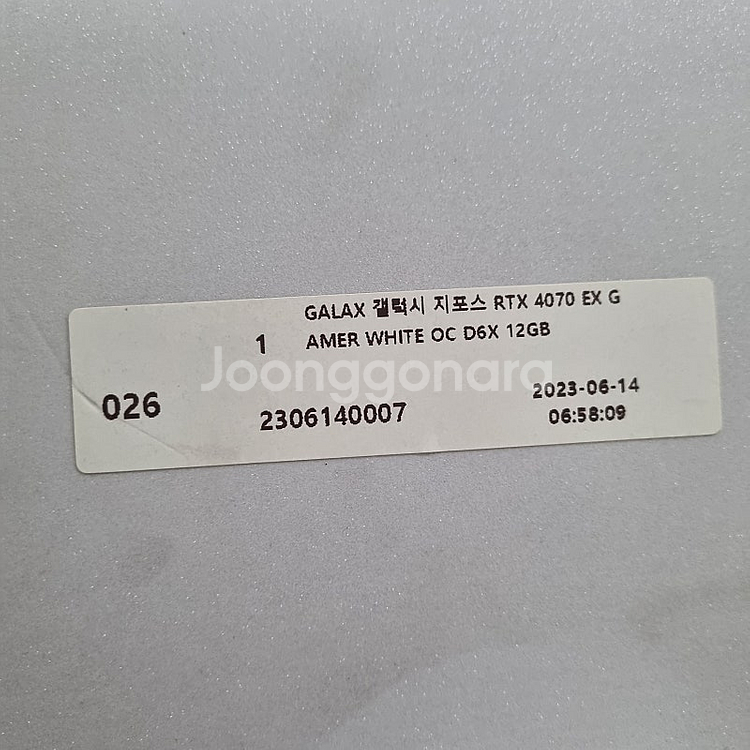 GALAX 갤럭시 지포스 RTX 4070 EX G
1 AMER WHITE OC D6X 12GB
Joonggonara
026 2306140007 2023-06-14
06:58:09